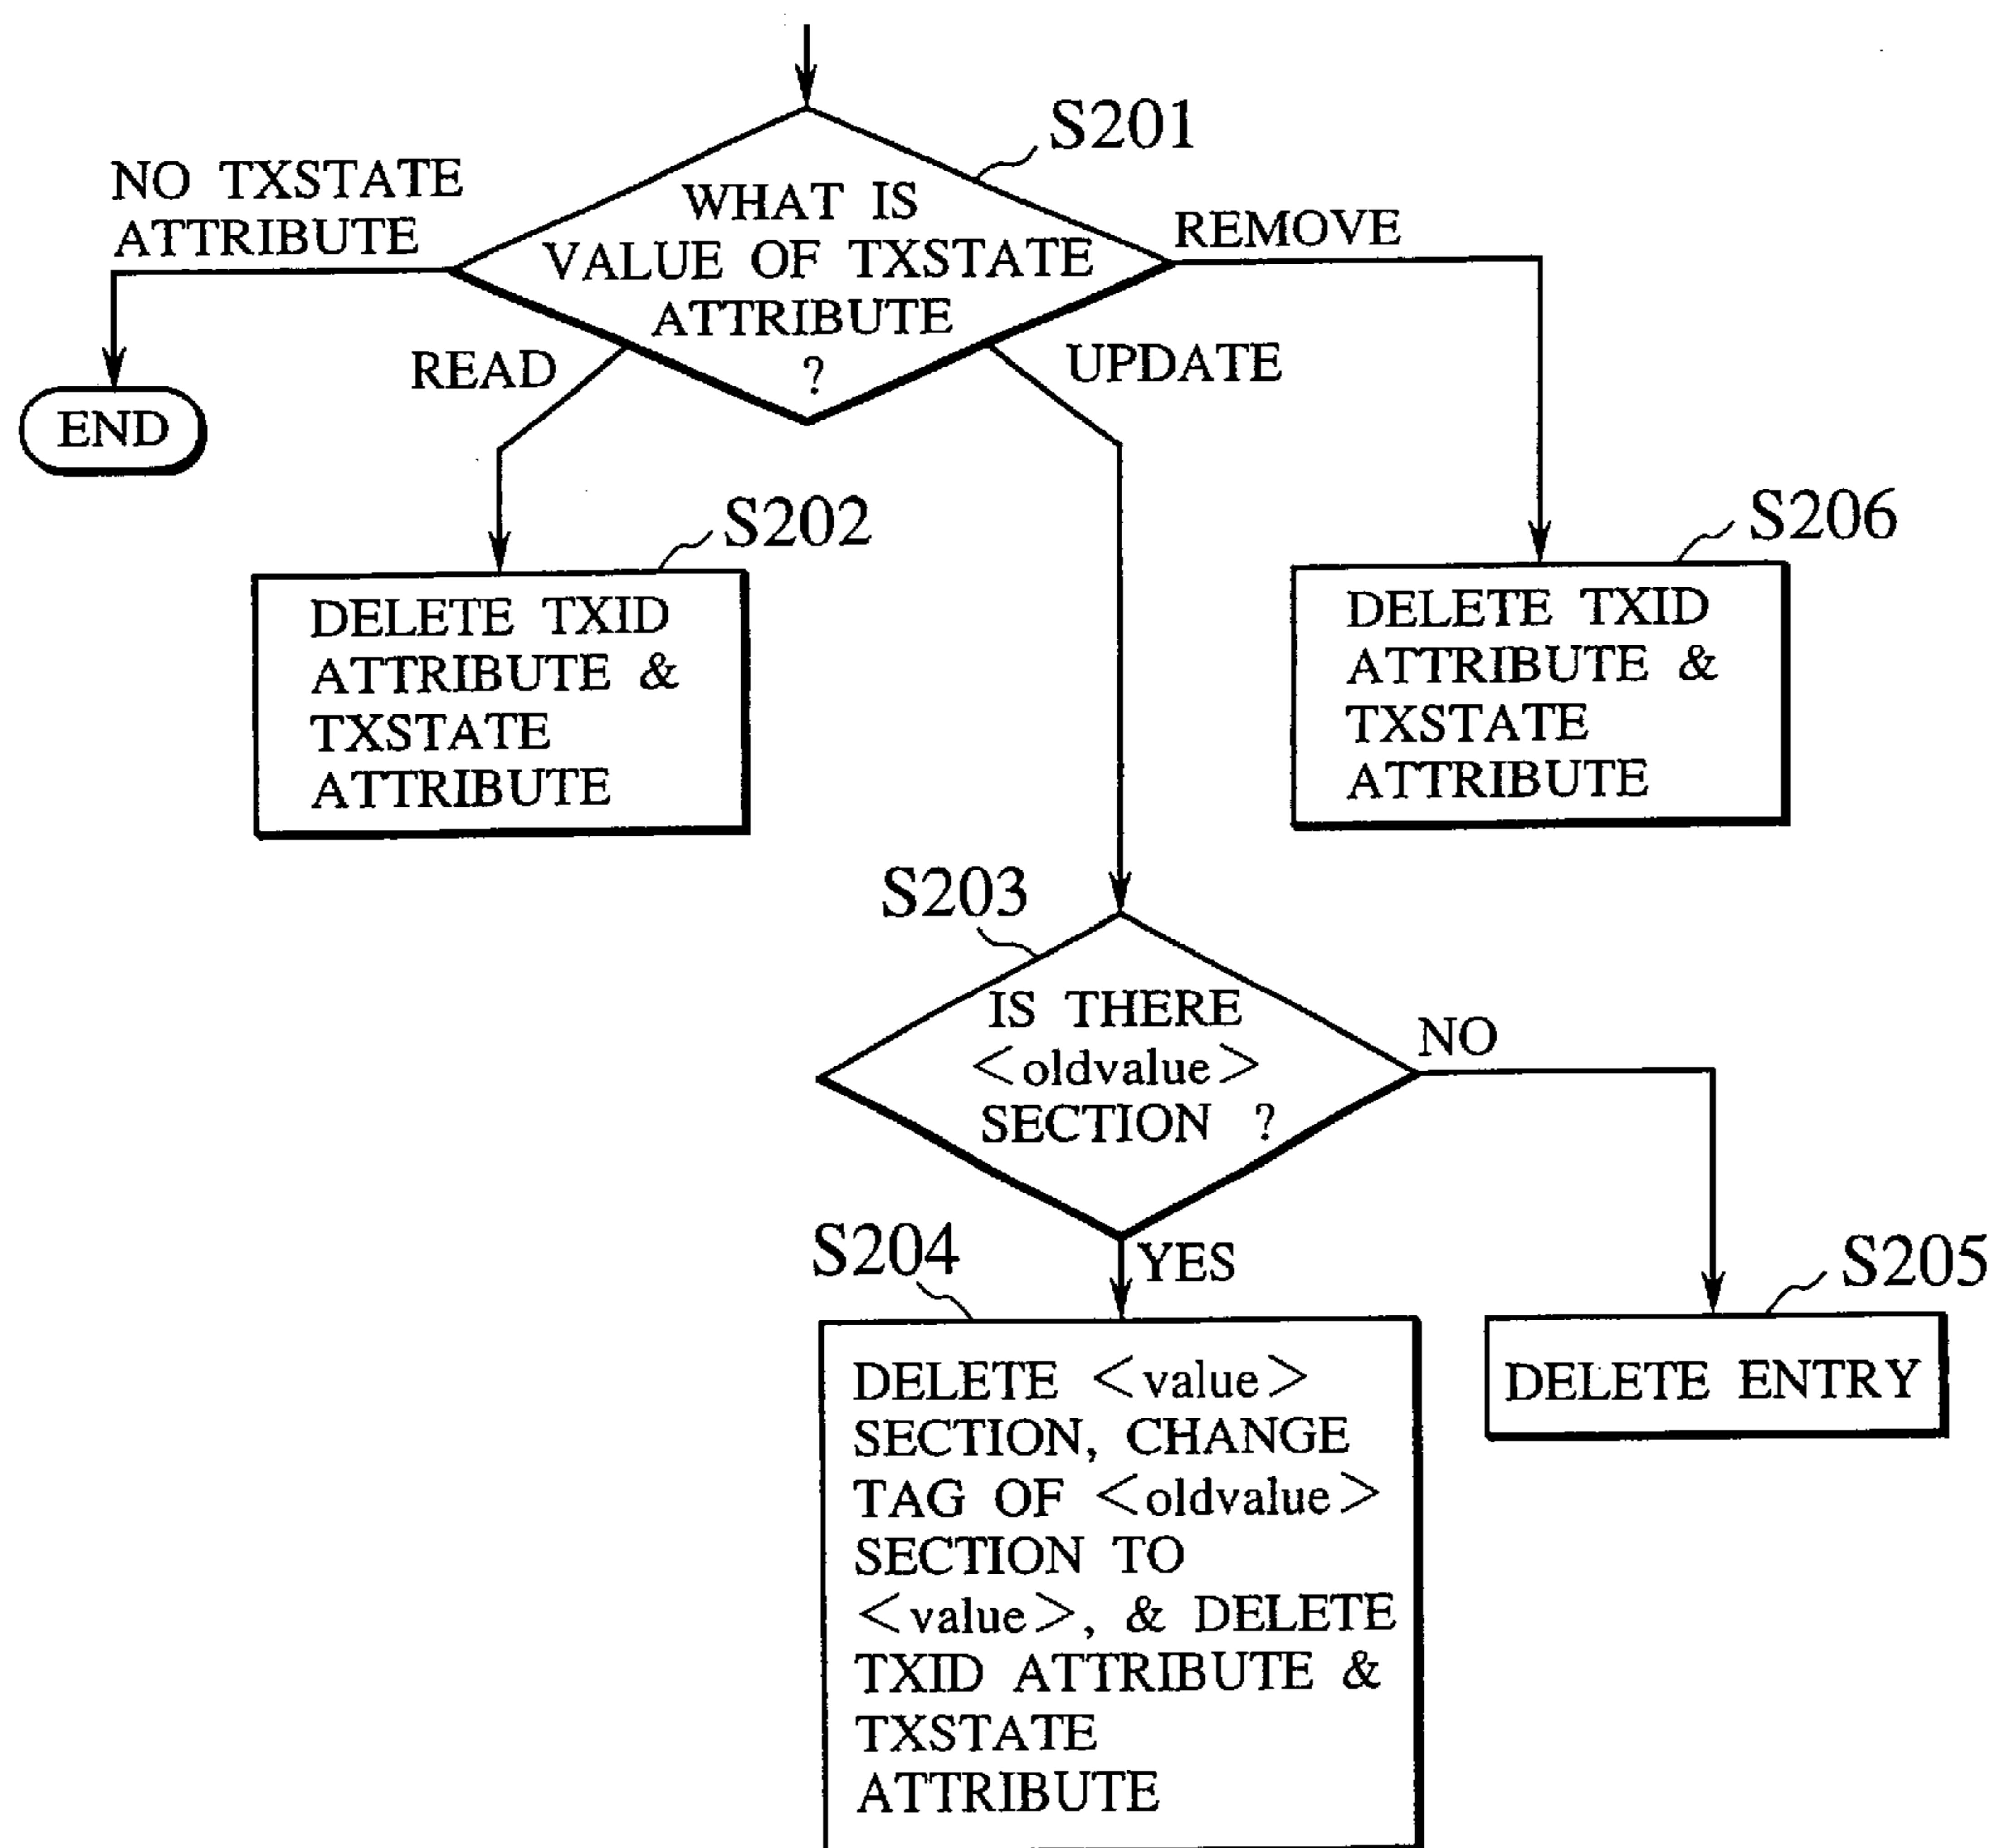 S201
NO TXSTATE
ATTRIBUTE
WHAT IS
VALUE OF TXSTATE
ATTRIBUTE
?
REMOVE
READ
UPDATE
END
S202
DELETE TXID
ATTRIBUTE &
TXSTATE
ATTRIBUTE
S206
DELETE TXID
ATTRIBUTE &
TXSTATE
ATTRIBUTE
S203
IS THERE
<oldvalue>
SECTION ?
NO
YES
S204
DELETE <value>
SECTION, CHANGE
TAG OF <oldvalue>
SECTION TO
<value>, & DELETE
TXID ATTRIBUTE &
TXSTATE
ATTRIBUTE
S205
DELETE ENTRY